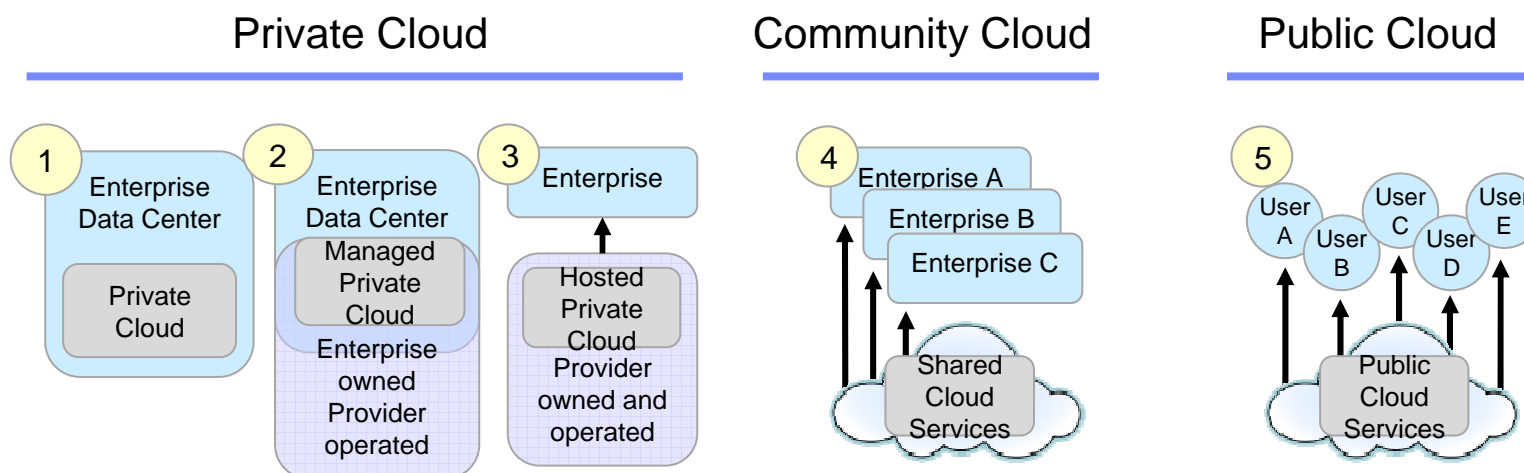 Private Cloud
Community Cloud
Public Cloud
1
Enterprise
Data Center
Private
Cloud
2
Enterprise
Data Center
Managed
Private
Cloud
Enterprise
owned
Provider
operated
3
Enterprise
Hosted
Private
Cloud
Provider
owned and
operated
4
Enterprise A
Enterprise B
Enterprise C
Shared
Cloud
Services
5
User
A
User
B
User
C
User
D
User
E
Public
Cloud
Services